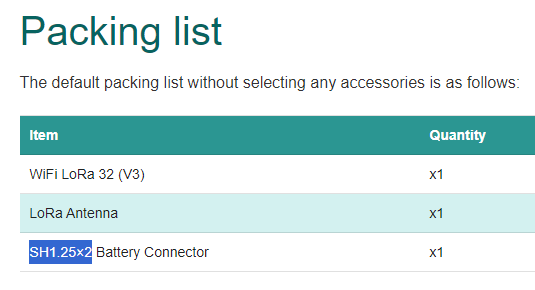 Packing list
The default packing list without selecting any accessories is as follows:
Item Quantity
WiFi LoRa 32 (V3) x1
LoRa Antenna x1
SH1.25×2 Battery Connector x1